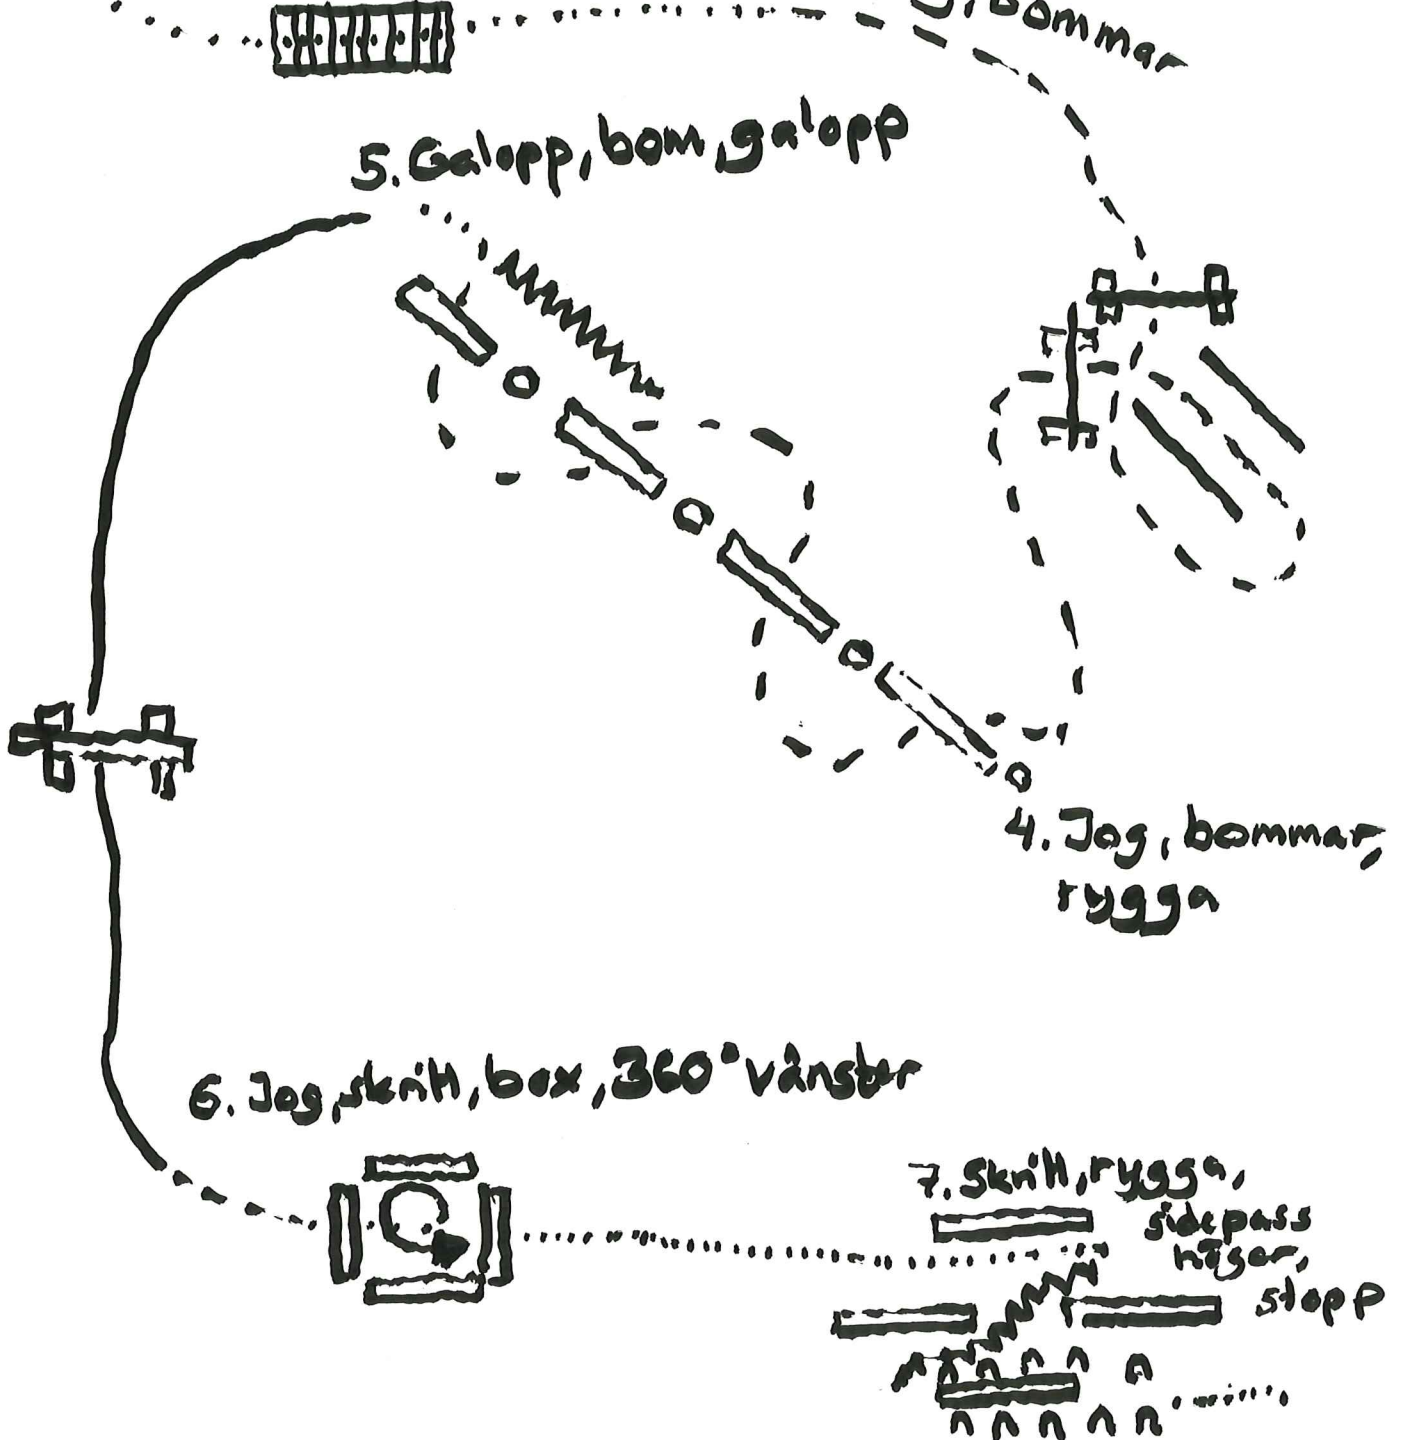 bommar
5. Galopp, bom, galopp
4. Jog, bommar,
rygga
6. Jog, skritt, box, 360° vänster
7. Skritt, rygga,
sidepass
höger,
stopp